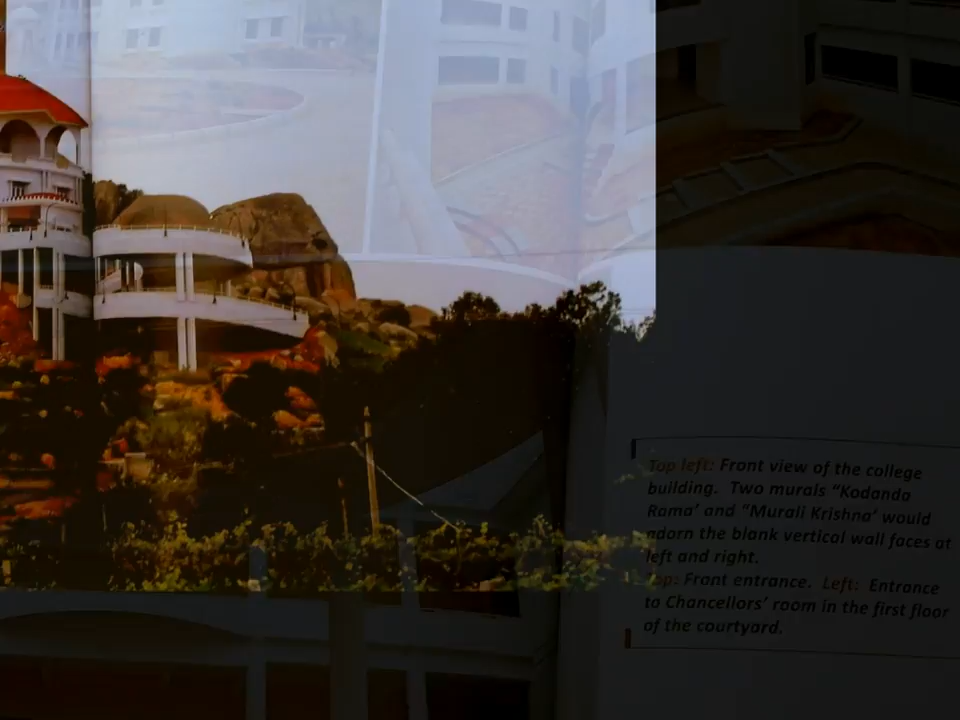 Top left: Front view of the college
building. Two murals "Kodanda
Rama' and "Murali Krishna' would
adorn the blank vertical wall faces at
left and right.
Top: Front entrance. Left: Entrance
to Chancellors' room in the first floor
of the courtyard.